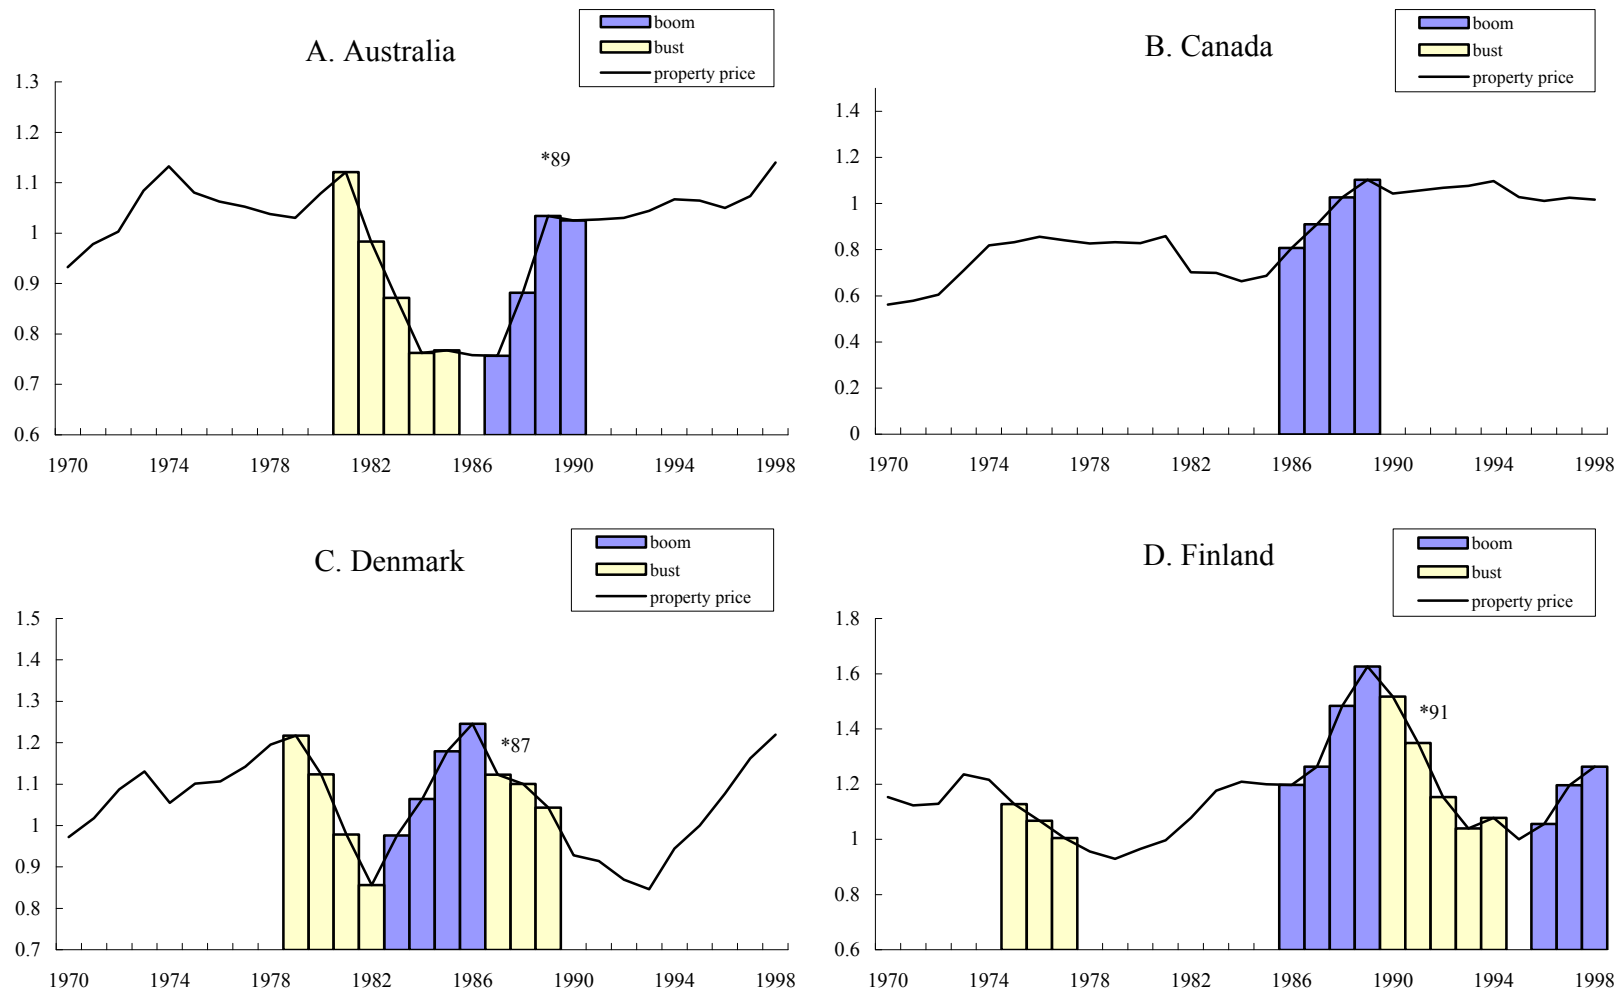 A. Australia
boom
bust
property price
1.3
1.2
1.1
1
0.9
0.8
0.7
0.6
*89
1970 1974 1978 1982 1986 1990 1994 1998
B. Canada
boom
bust
property price
1.4
1.2
1
0.8
0.6
0.4
0.2
0
1970 1974 1978 1982 1986 1990 1994 1998
C. Denmark
boom
bust
property price
1.5
1.4
1.3
1.2
1.1
1
0.9
0.8
0.7
*87
1970 1974 1978 1982 1986 1990 1994 1998
D. Finland
boom
bust
property price
1.8
1.6
1.4
1.2
1
0.8
0.6
*91
1970 1974 1978 1982 1986 1990 1994 1998